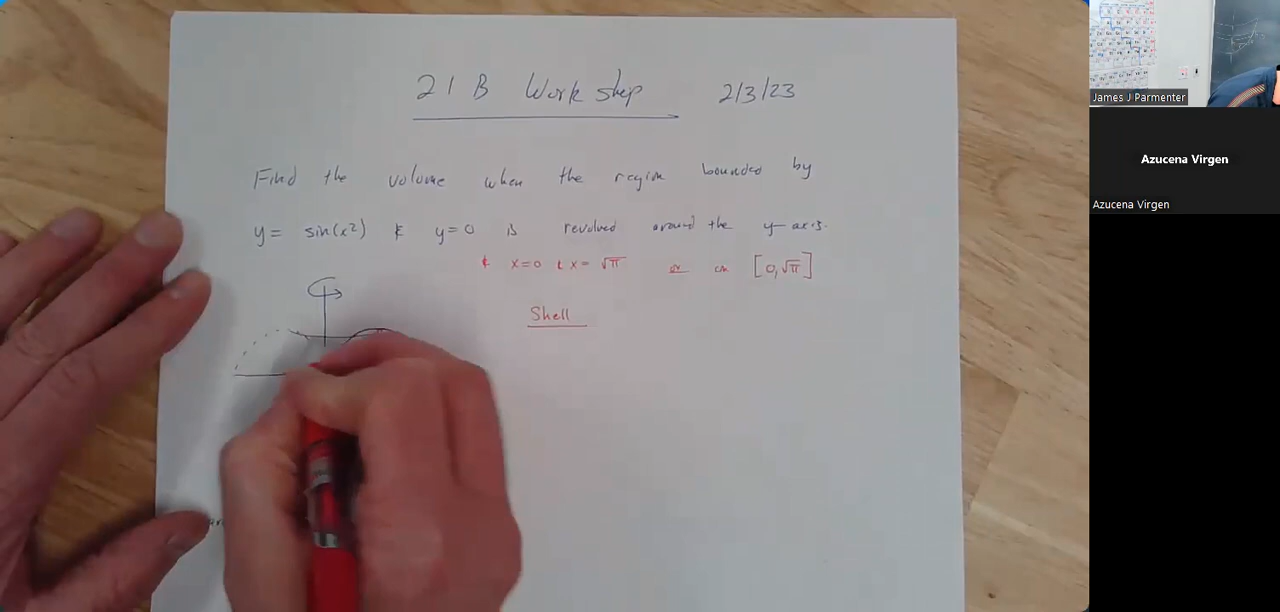 21B Workshop 2/3/23
Find the volume when the region bounded by
y = sin(x²) & y=0 is revolved around the y-axis.
& x=0 & x=√π or on [0,√π]
Shell
James J Parmenter
Azucena Virgen
Azucena Virgen